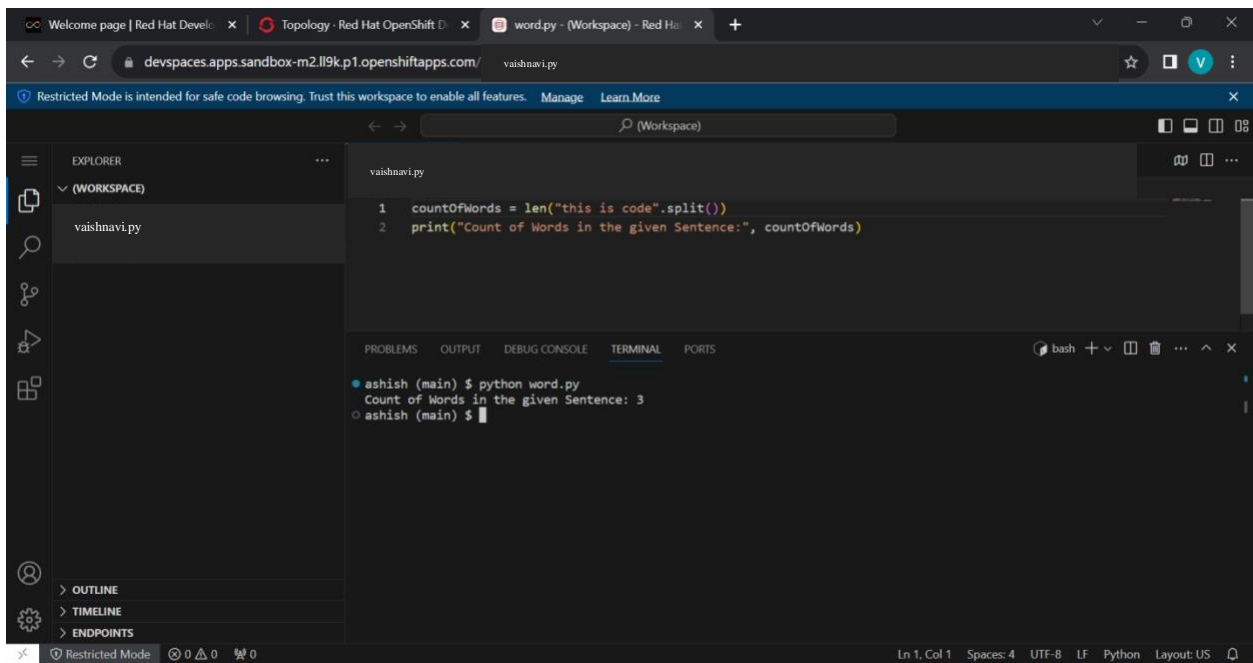 Welcome page | Red Hat Develo
Topology · Red Hat OpenShift D
word.py - (Workspace) - Red Ha
devspaces.apps.sandbox-m2.ll9k.p1.openshiftapps.com/ vaishnavi.py
V
Restricted Mode is intended for safe code browsing. Trust this workspace to enable all features. Manage Learn More
(Workspace)
EXPLORER
(WORKSPACE)
vaishnavi.py
vaishnavi.py
1 countOfWords = len("this is code".split())
2 print("Count of Words in the given Sentence:", countOfWords)
PROBLEMS OUTPUT DEBUG CONSOLE TERMINAL PORTS
bash
ashish (main) $ python word.py
Count of Words in the given Sentence: 3
ashish (main) $
OUTLINE
TIMELINE
ENDPOINTS
Restricted Mode 0 0 0 Ln 1, Col 1 Spaces: 4 UTF-8 LF Python Layout: US